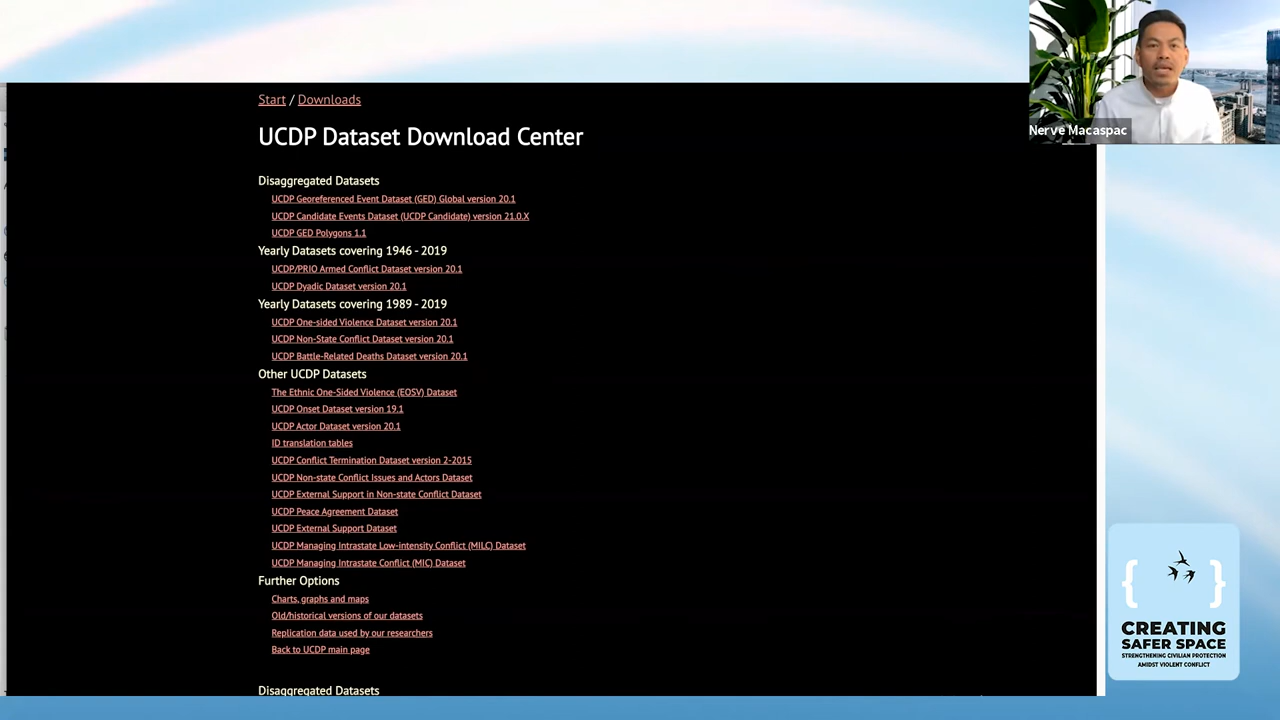 Start / Downloads
UCDP Dataset Download Center
Disaggregated Datasets
UCDP Georeferenced Event Dataset (GED) Global version 20.1
UCDP Candidate Events Dataset (UCDP Candidate) version 21.0.X
UCDP GED Polygons 1.1
Yearly Datasets covering 1946 - 2019
UCDP/PRIO Armed Conflict Dataset version 20.1
UCDP Dyadic Dataset version 20.1
Yearly Datasets covering 1989 - 2019
UCDP One-sided Violence Dataset version 20.1
UCDP Non-State Conflict Dataset version 20.1
UCDP Battle-Related Deaths Dataset version 20.1
Other UCDP Datasets
The Ethnic One-Sided Violence (EOSV) Dataset
UCDP Onset Dataset version 19.1
UCDP Actor Dataset version 20.1
ID translation tables
UCDP Conflict Termination Dataset version 2-2015
UCDP Non-state Conflict Issues and Actors Dataset
UCDP External Support in Non-state Conflict Dataset
UCDP Peace Agreement Dataset
UCDP External Support Dataset
UCDP Managing Intrastate Low-intensity Conflict (MILC) Dataset
UCDP Managing Intrastate Conflict (MIC) Dataset
Further Options
Charts, graphs and maps
Old/historical versions of our datasets
Replication data used by our researchers
Back to UCDP main page
Disaggregated Datasets
Nerve Macaspac
CREATING
SAFER SPACE
STRENGTHENING CIVILIAN PROTECTION
AMIDST VIOLENT CONFLICT